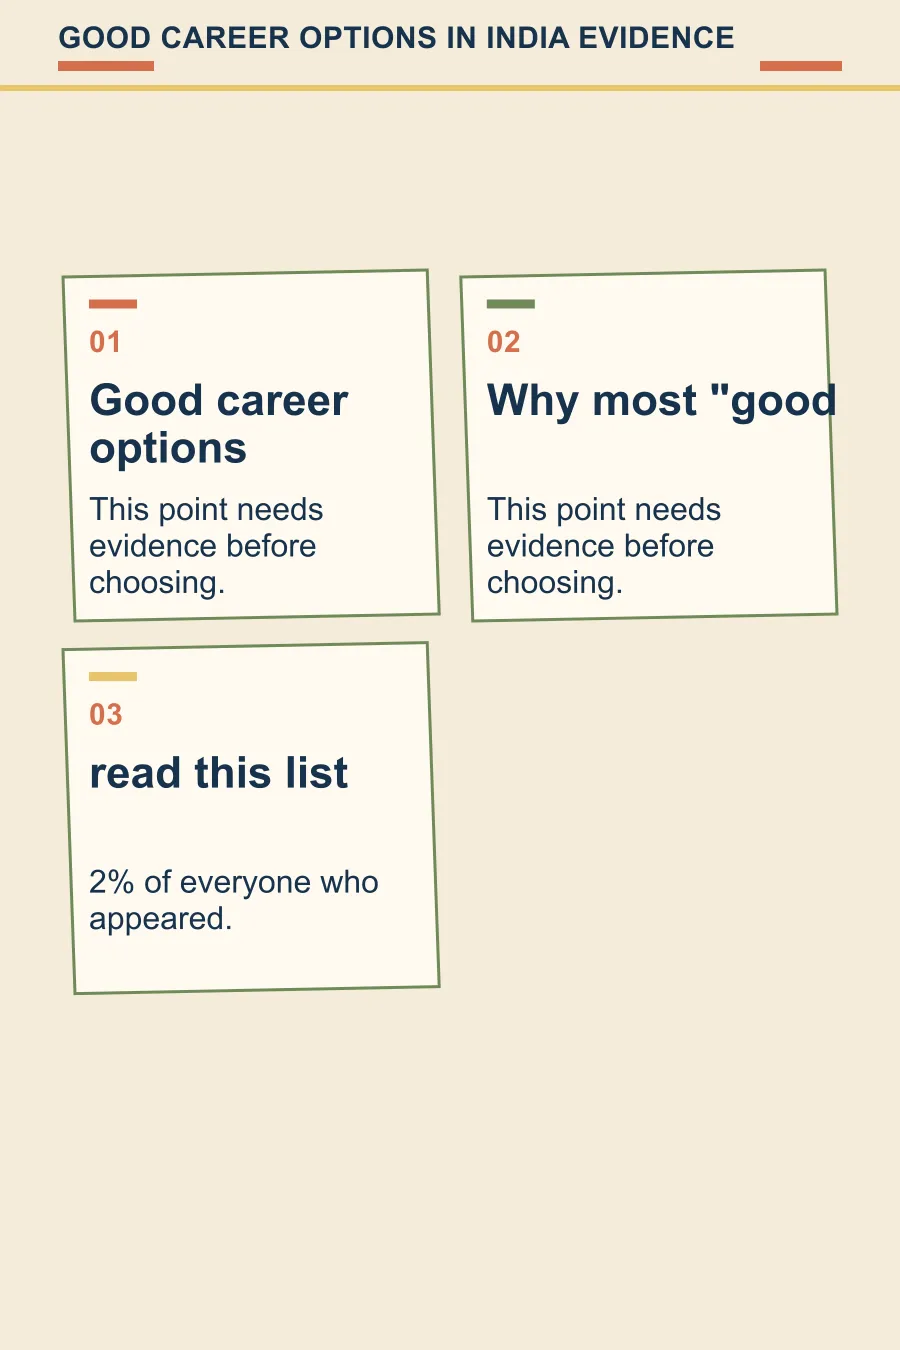 GOOD CAREER OPTIONS IN INDIA EVIDENCE
01
Good career
options
This point needs
evidence before
choosing.
02
Why most "good
This point needs
evidence before
choosing.
03
read this list
2% of everyone who
appeared.